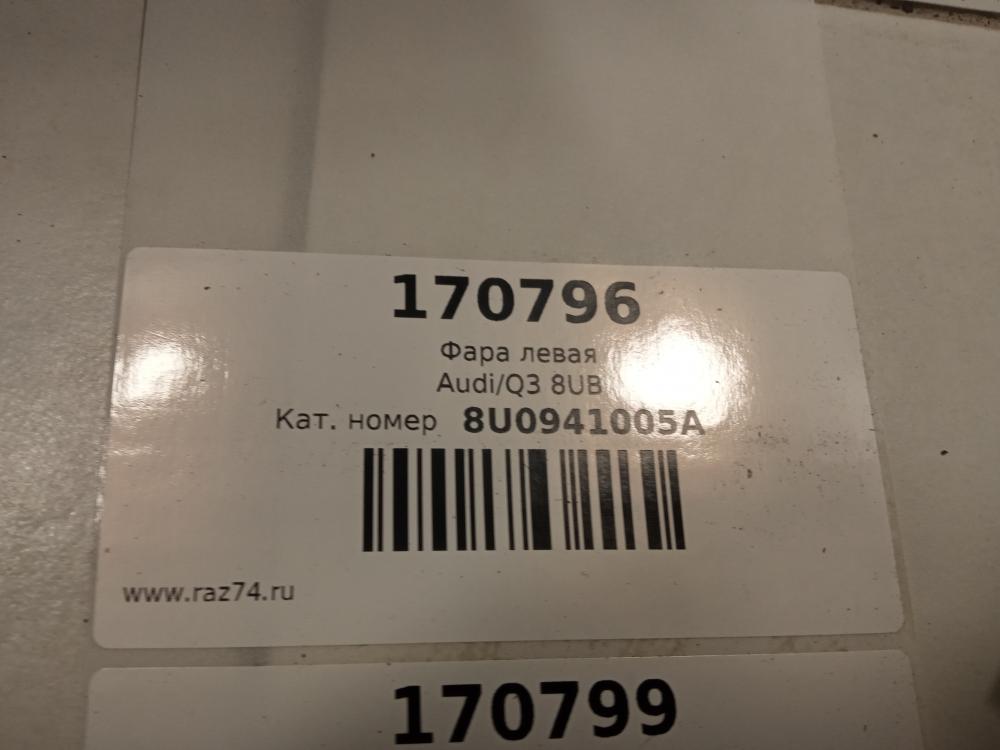 170796
Фара левая
Audi/Q3 8UB
Кат. номер 8U0941005A
www.raz74.ru
170799